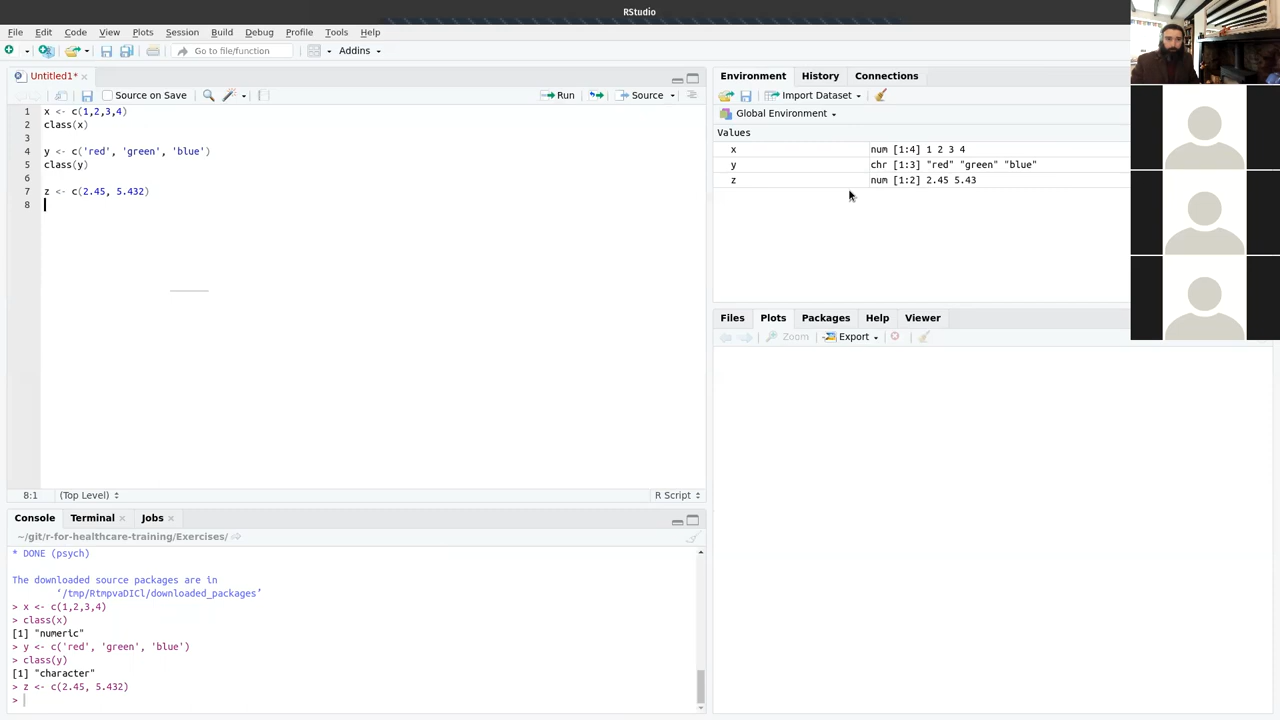 RStudio
File Edit Code View Plots Session Build Debug Profile Tools Help
Go to file/function Addins
Untitled1*
Source on Save Run Source
1 x <- c(1,2,3,4)
2 class(x)
3
4 y <- c('red', 'green', 'blue')
5 class(y)
6
7 z <- c(2.45, 5.432)
8
8:1 (Top Level) R Script
Console Terminal Jobs
~/git/r-for-healthcare-training/Exercises/
* DONE (psych)
The downloaded source packages are in
‘/tmp/RtmpvaDICl/downloaded_packages’
> x <- c(1,2,3,4)
> class(x)
[1] "numeric"
> y <- c('red', 'green', 'blue')
> class(y)
[1] "character"
> z <- c(2.45, 5.432)
>
Environment History Connections
Import Dataset
Global Environment
Values
x num [1:4] 1 2 3 4
y chr [1:3] "red" "green" "blue"
z num [1:2] 2.45 5.43
Files Plots Packages Help Viewer
Zoom Export